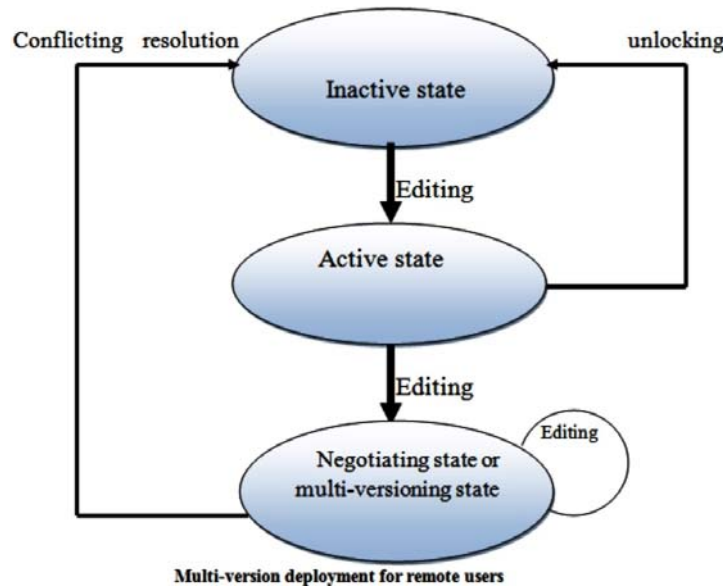 Conflicting resolution
unlocking
Inactive state
Editing
Active state
Editing
Editing
Negotiating state or
multi-versioning state
Multi-version deployment for remote users